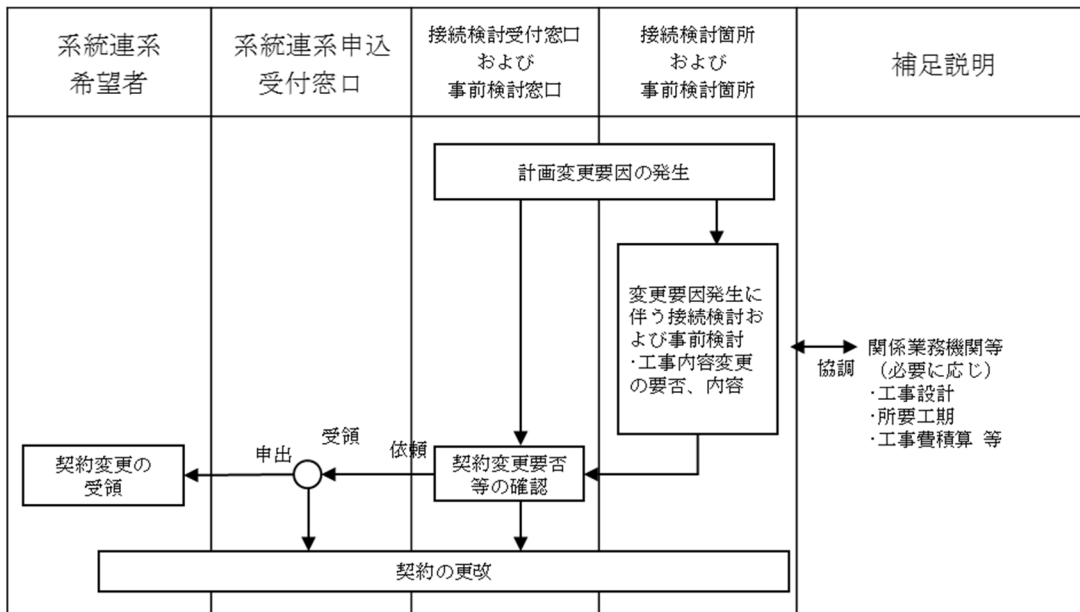 系統連系
希望者
系統連系申込
受付窓口
接続検討受付窓口
および
事前検討窓口
接続検討箇所
および
事前検討箇所
補足説明
計画変更要因の発生
変更要因発生に
伴う接続検討お
よび事前検討
・工事内容変更
の要否、内容
協調
関係業務機関等
(必要に応じ)
・工事設計
・所要工期
・工事費積算 等
契約変更要否
等の確認
依頼
受領
申出
契約変更の
受領
契約の更改